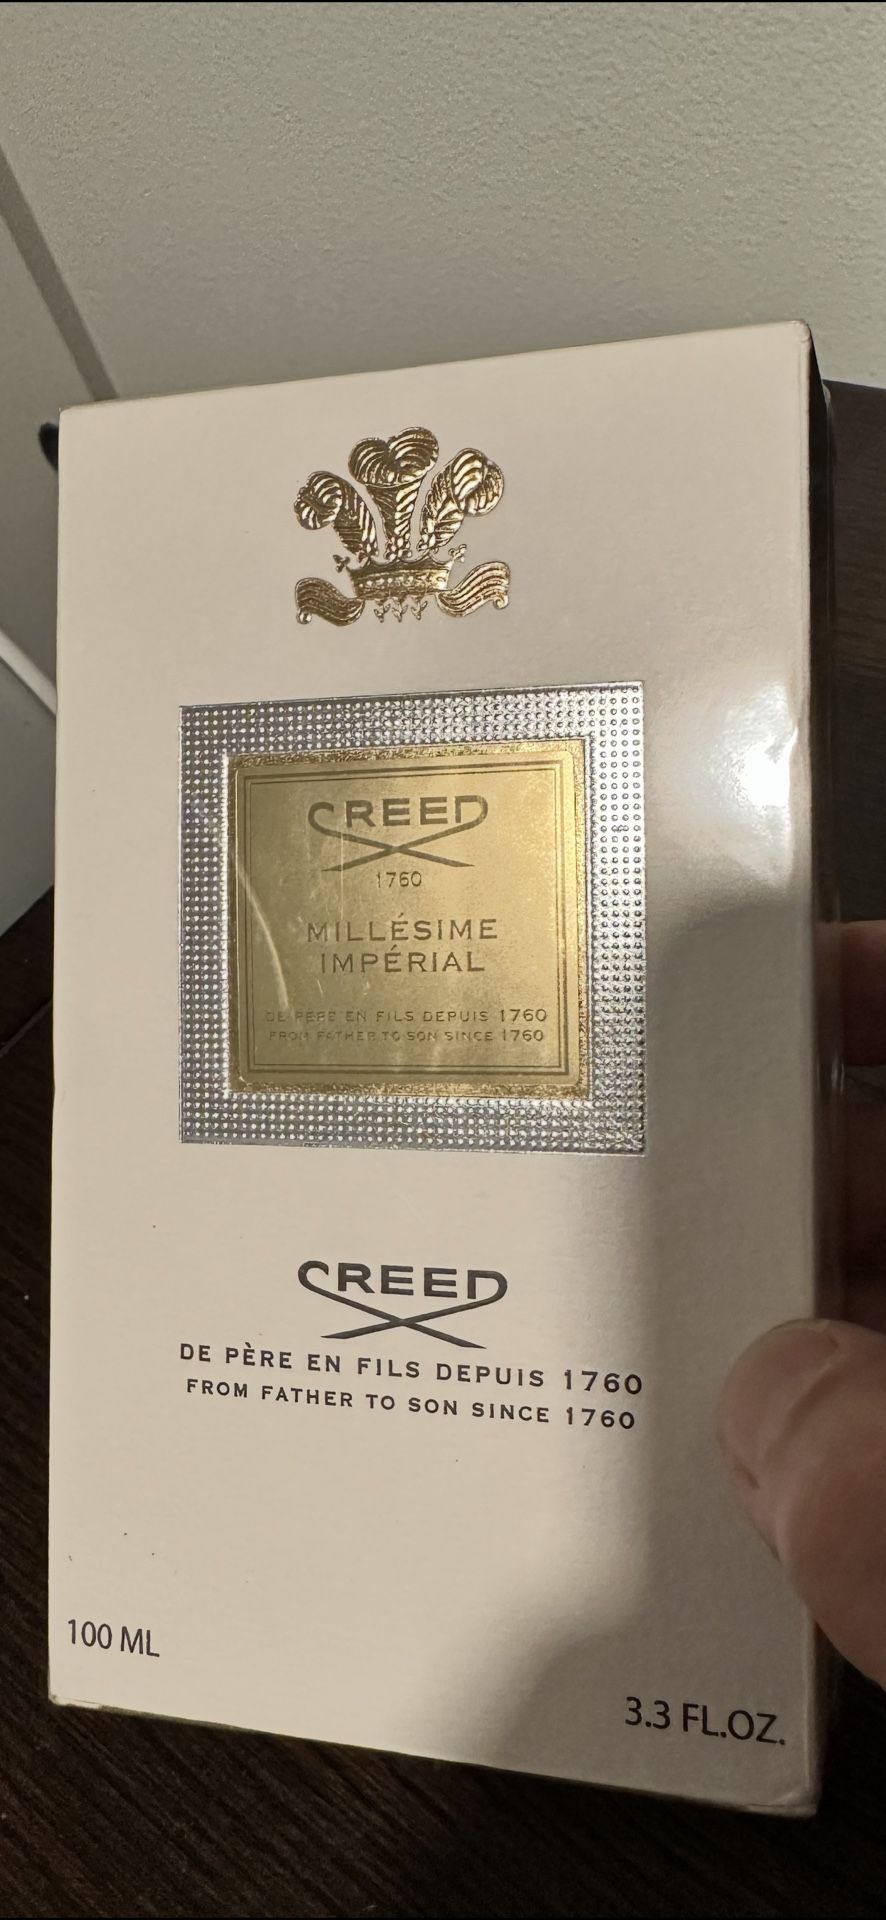 CREED
1760
MILLÉSIME
IMPÉRIAL
DE PÈRE EN FILS DEPUIS 1760
FROM FATHER TO SON SINCE 1760
CREED
DE PÈRE EN FILS DEPUIS 1760
FROM FATHER TO SON SINCE 1760
100 ML
3.3 FL.OZ.